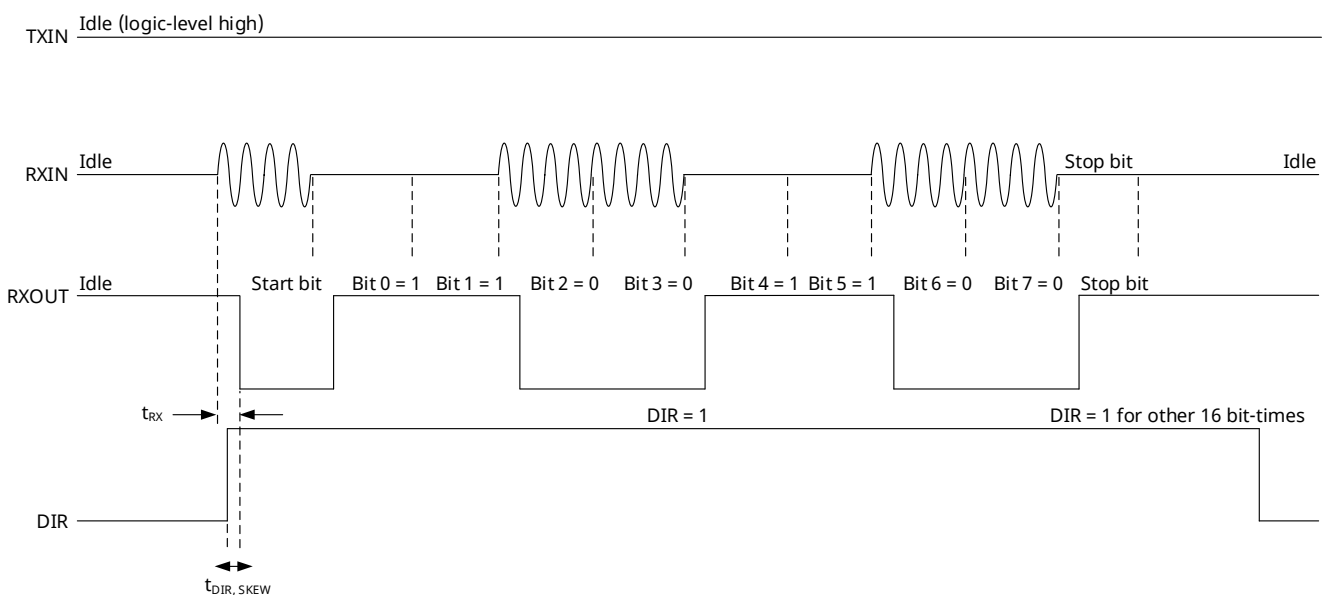 Idle (logic-level high)
TXIN
Idle
Stop bit
Idle
RXIN
Idle
Start bit
Bit 0 = 1
Bit 1 = 1
Bit 2 = 0
Bit 3 = 0
Bit 4 = 1
Bit 5 = 1
Bit 6 = 0
Bit 7 = 0
Stop bit
RXOUT
tRX
DIR = 1
DIR = 1 for other 16 bit-times
DIR
tDIR, SKEW